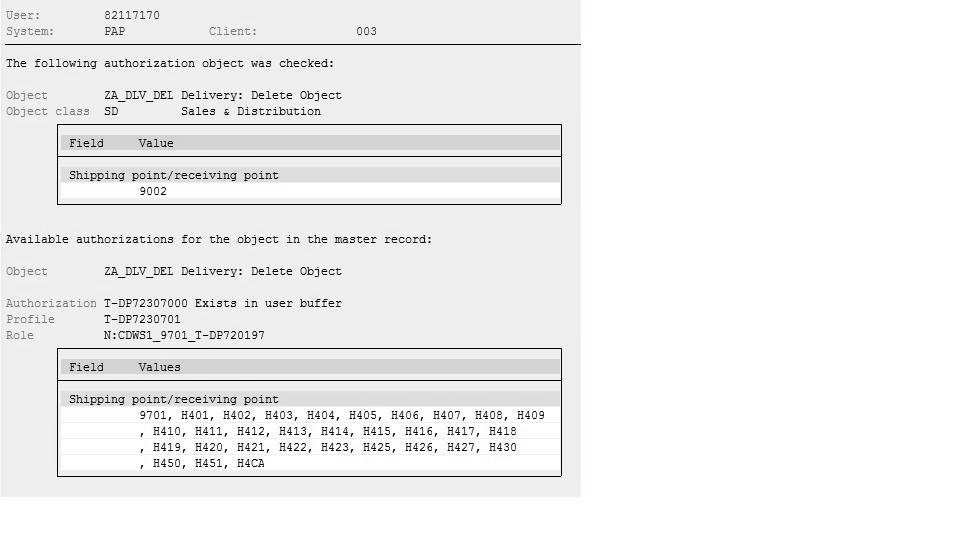 User: 82117170
System: PAP Client: 003
The following authorization object was checked:
Object ZA_DLV_DEL Delivery: Delete Object
Object class SD Sales & Distribution
Field Value
Shipping point/receiving point
9002
Available authorizations for the object in the master record:
Object ZA_DLV_DEL Delivery: Delete Object
Authorization T-DP72307000 Exists in user buffer
Profile T-DP7230701
Role N:CDWS1_9701_T-DP720197
Field Values
Shipping point/receiving point
9701, H401, H402, H403, H404, H405, H406, H407, H408, H409
, H410, H411, H412, H413, H414, H415, H416, H417, H418
, H419, H420, H421, H422, H423, H425, H426, H427, H430
, H450, H451, H4CA